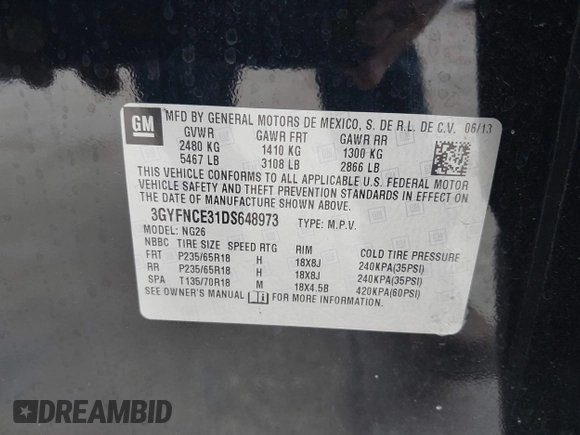 GM
MFD BY GENERAL MOTORS DE MEXICO, S. DE R.L. DE C.V. 06/13
GVWR GAWR FRT GAWR RR
2480 KG 1410 KG 1300 KG
5467 LB 3108 LB 2866 LB
THIS VEHICLE CONFORMS TO ALL APPLICABLE U.S. FEDERAL MOTOR
VEHICLE SAFETY AND THEFT PREVENTION STANDARDS IN EFFECT ON
THE DATE OF MANUFACTURE SHOWN ABOVE.
3GYFNCE31DS648973 TYPE: M.P.V.
MODEL: NG26
NBBC TIRE SIZE SPEED RTG RIM COLD TIRE PRESSURE
FRT P235/65R18 H 18X8J 240KPA(35PSI)
RR P235/65R18 H 18X8J 240KPA(35PSI)
SPA T135/70R18 M 18X4.5B 420KPA(60PSI)
SEE OWNER'S MANUAL FOR MORE INFORMATION.
DREAMBID